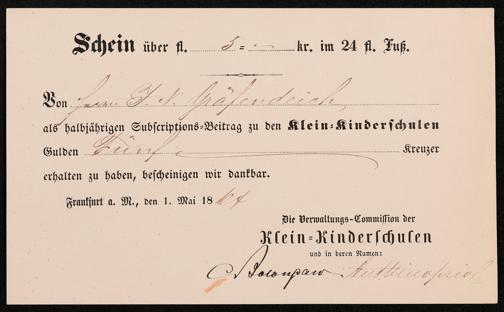 Schein über fl. 5 = - kr. im 24 fl. Fuß.
Von Herrn J. N. Gräfendeich
als halbjährigen Subscriptions-Beitrag zu den Klein-Kinderschulen
Gulden Fünf Kreuzer
erhalten zu haben, bescheinigen wir dankbar.
Frankfurt a. M., den 1. Mai 1864
Die Verwaltungs-Commission der
Klein-Kinderschulen
und in deren Namen: